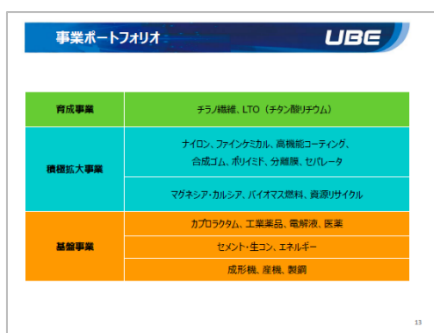 事業ポートフォリオ
UBE
育成事業
チラノ繊維、LTO（チタン酸リチウム）
積極拡大事業
ナイロン、ファインケミカル、高機能コーティング、
合成ゴム、ポリイミド、分離膜、セパレータ
マグネシア・カルシア、バイオマス燃料、資源リサイクル
基盤事業
カプロラクタム、工業薬品、電解液、医薬
セメント・生コン、エネルギー
成形機、産機、製鋼
13